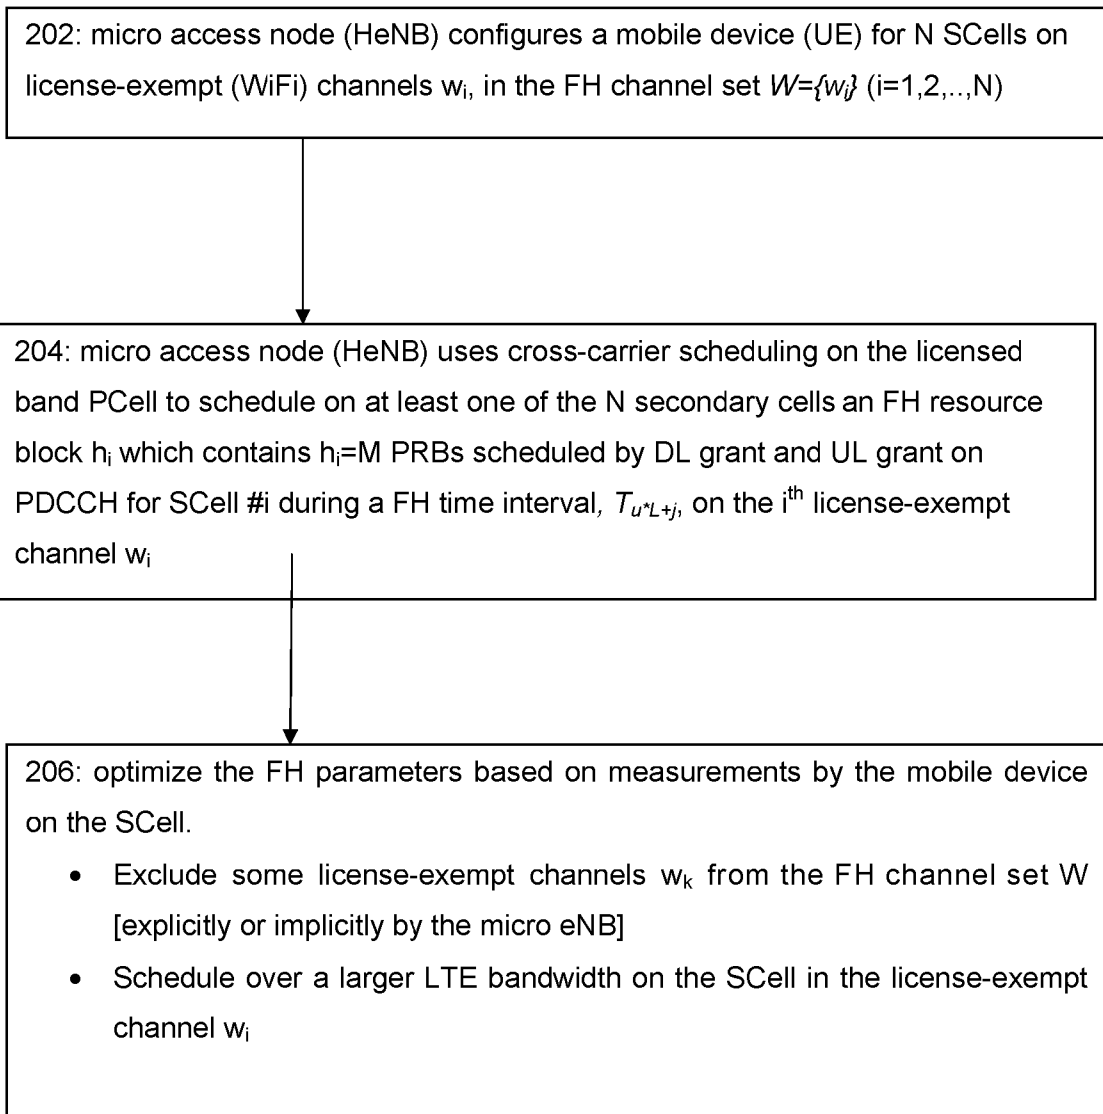 202: micro access node (HeNB) configures a mobile device (UE) for N SCells on
license-exempt (WiFi) channels wi, in the FH channel set W={wi} (i=1,2,..,N)
204: micro access node (HeNB) uses cross-carrier scheduling on the licensed
band PCell to schedule on at least one of the N secondary cells an FH resource
block hi which contains hi=M PRBs scheduled by DL grant and UL grant on
PDCCH for SCell #i during a FH time interval, Tu*L+j, on the ith license-exempt
channel wi
206: optimize the FH parameters based on measurements by the mobile device
on the SCell.
• Exclude some license-exempt channels wk from the FH channel set W
[explicitly or implicitly by the micro eNB]
• Schedule over a larger LTE bandwidth on the SCell in the license-exempt
channel wi